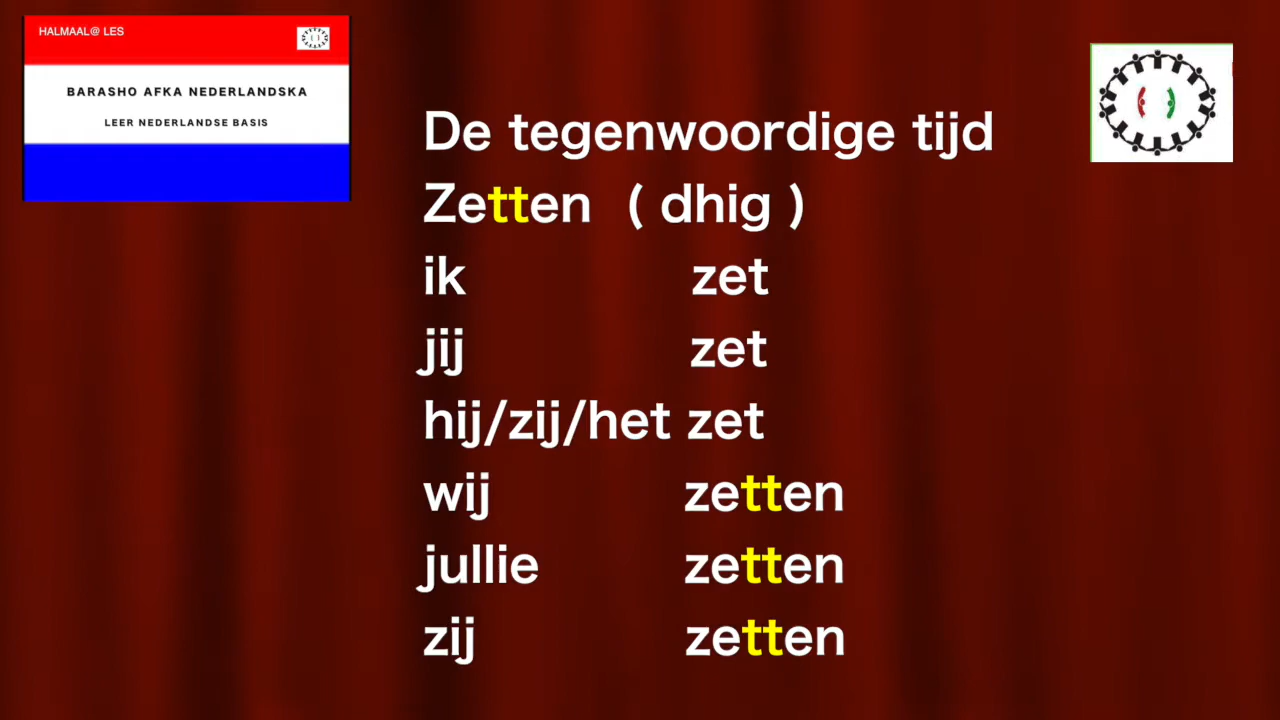 HALMAAL@ LES
BARASHO AFKA NEDERLANDSKA
LEER NEDERLANDSE BASIS
De tegenwoordige tijd
Zetten ( dhig )
ik zet
jij zet
hij/zij/het zet
wij zetten
jullie zetten
zij zetten